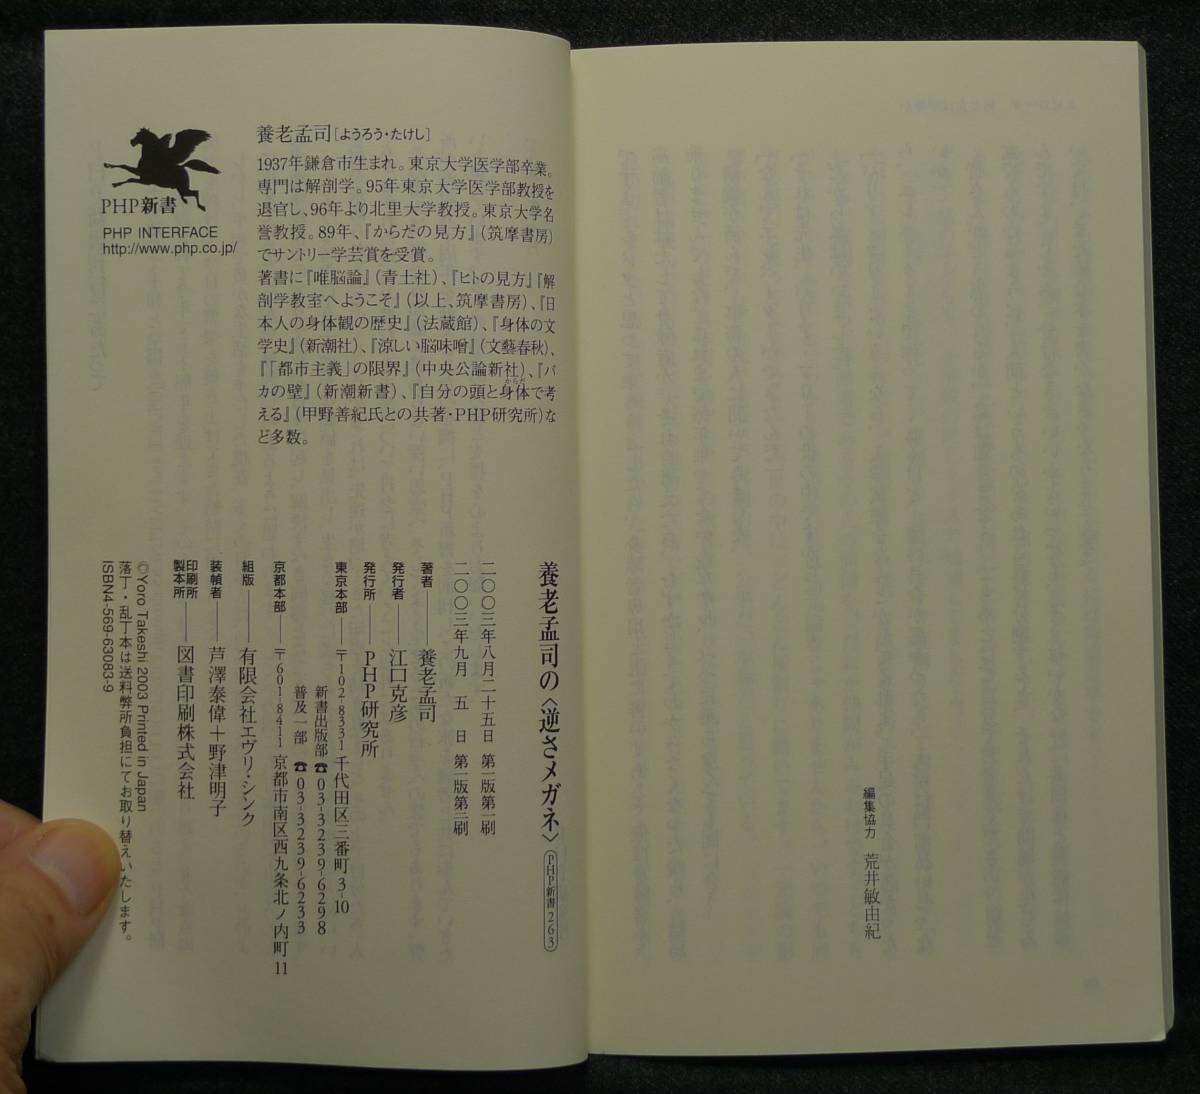 編集協力　荒井敏由紀
PHP新書
PHP INTERFACE
http://www.php.co.jp/
養老孟司[ようろう・たけし]
1937年鎌倉市生まれ。東京大学医学部卒業。
専門は解剖学。95年東京大学医学部教授を
退官し、96年より北里大学教授。東京大学名
誉教授。89年、『からだの見方』(筑摩書房)
でサントリー学芸賞を受賞。
著書に『唯脳論』(青土社)、『ヒトの見方』『解
剖学教室へようこそ』(以上、筑摩書房)、『日
本人の身体観の歴史』(法蔵館)、『身体の文
学史』(新潮社)、『涼しい脳味噌』(文藝春秋)、
『「都市主義」の限界』(中央公論新社)、『バ
カの壁』(新潮新書)、『自分の頭と身体で考
からだ
える』(甲野善紀氏との共著・PHP研究所)な
ど多数。
養老孟司の〈逆さメガネ〉 PHP新書263
二〇〇三年八月二十五日　第一版第一刷
二〇〇三年九月　五　日　第一版第二刷
著者――養老孟司
発行者――江口克彦
発行所――PHP研究所
東京本部――〒102-8331 千代田区三番町3-10
新書出版部 ☎03-3239-6298
普及一部 ☎03-3239-6233
京都本部――〒601-8411 京都市南区西九条北ノ内町11
組版――有限会社エヴリ・シンク
装幀者――芦澤泰偉+野津明子
印刷所
製本所――図書印刷株式会社
©Yoro Takeshi 2003 Printed in Japan
落丁・乱丁本は送料弊所負担にてお取り替えいたします。
ISBN4-569-63083-9